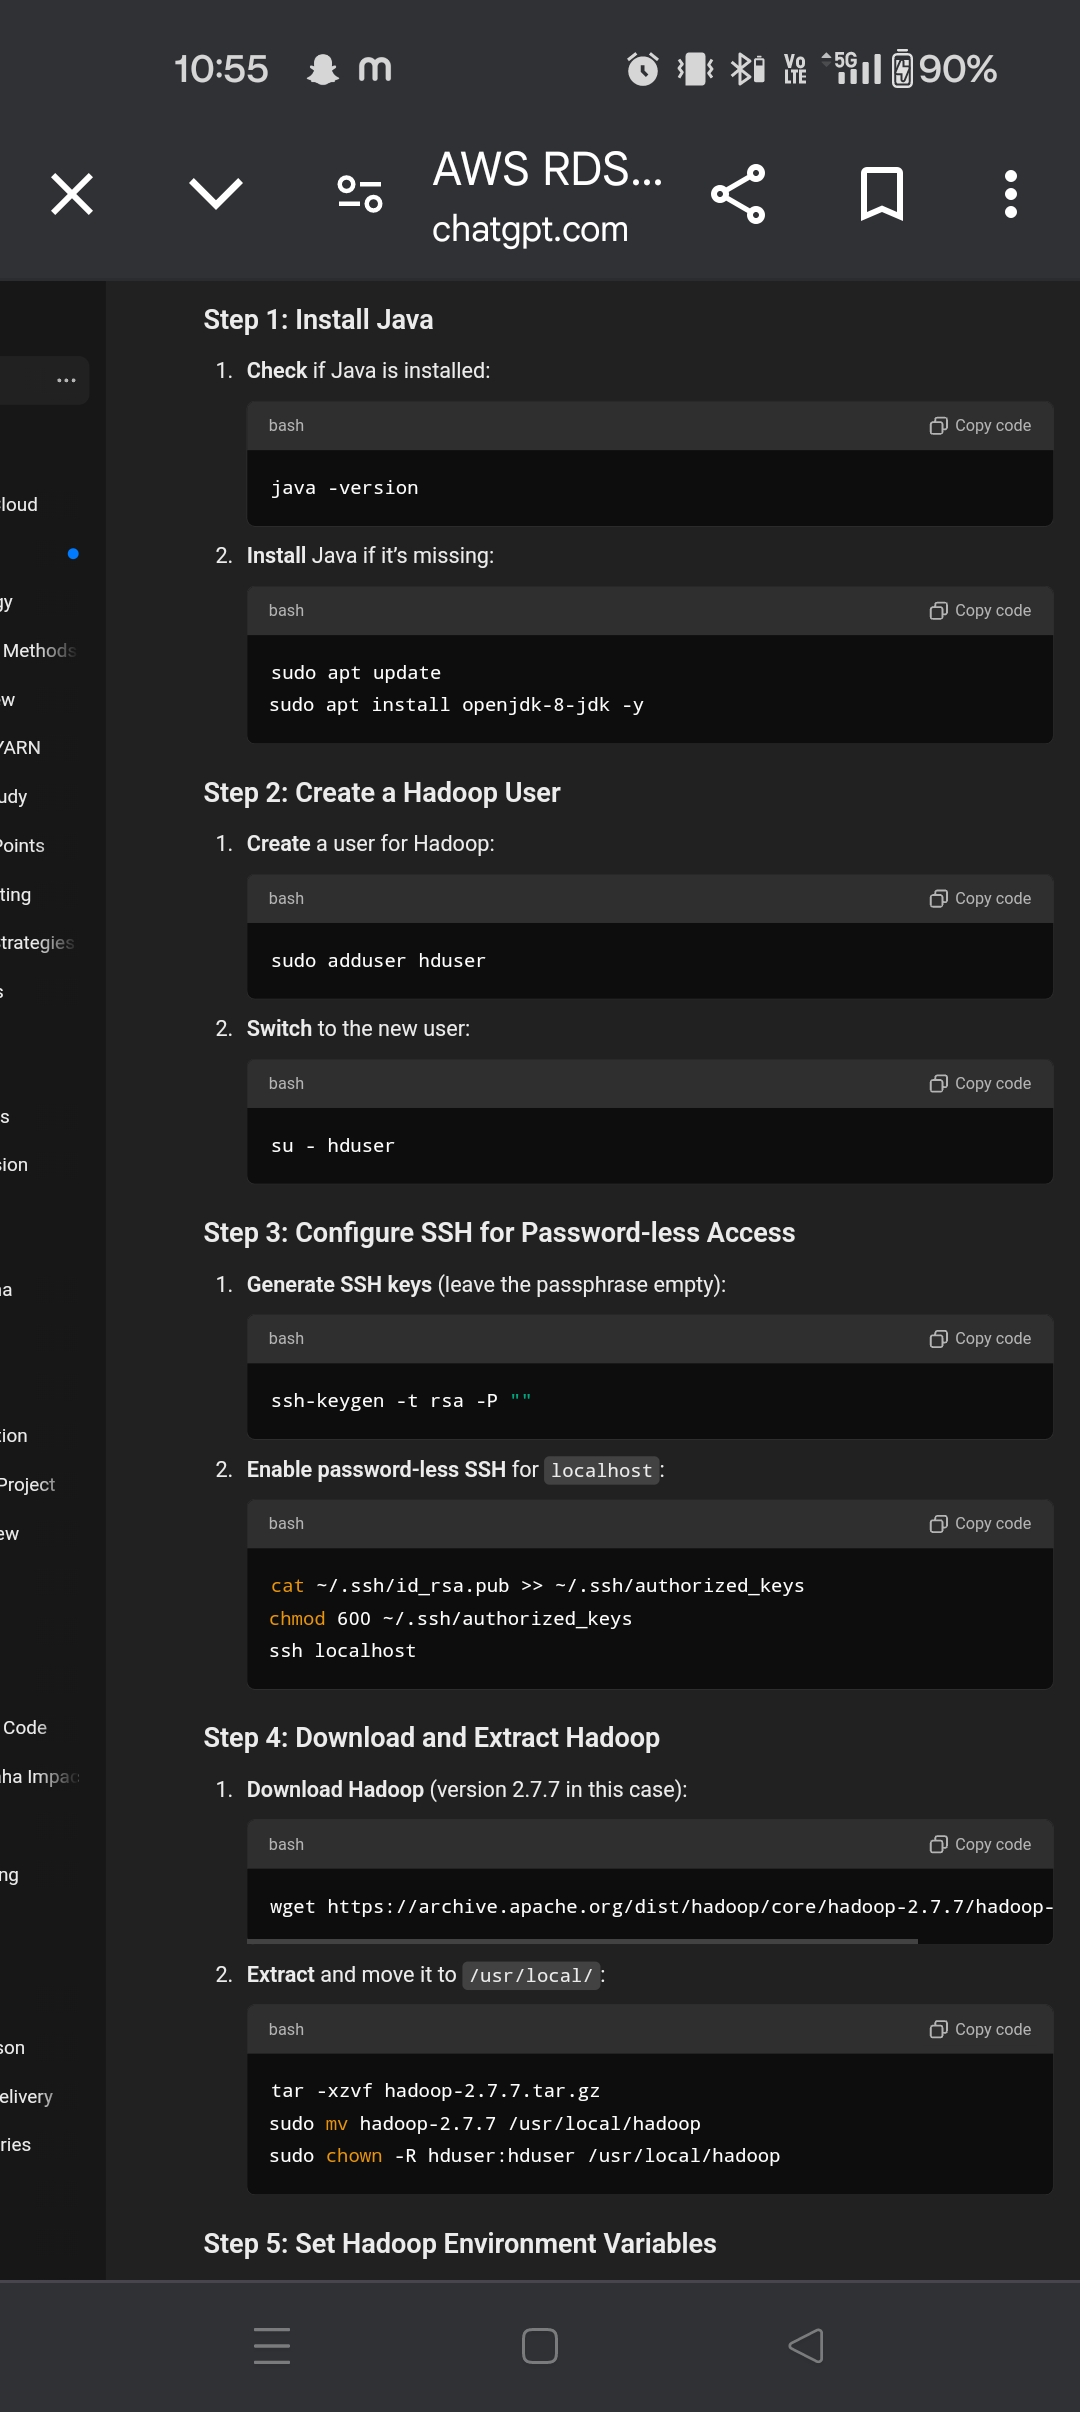 10:55
m
Vo LTE
5G
90%
AWS RDS...
chatgpt.com
Step 1: Install Java
1. Check if Java is installed:
bash
Copy code
java -version
2. Install Java if it’s missing:
bash
Copy code
sudo apt update
sudo apt install openjdk-8-jdk -y
Step 2: Create a Hadoop User
1. Create a user for Hadoop:
bash
Copy code
sudo adduser hduser
2. Switch to the new user:
bash
Copy code
su - hduser
Step 3: Configure SSH for Password-less Access
1. Generate SSH keys (leave the passphrase empty):
bash
Copy code
ssh-keygen -t rsa -P ""
2. Enable password-less SSH for localhost:
bash
Copy code
cat ~/.ssh/id_rsa.pub >> ~/.ssh/authorized_keys
chmod 600 ~/.ssh/authorized_keys
ssh localhost
Step 4: Download and Extract Hadoop
1. Download Hadoop (version 2.7.7 in this case):
bash
Copy code
wget https://archive.apache.org/dist/hadoop/core/hadoop-2.7.7/hadoop-
2. Extract and move it to /usr/local/:
bash
Copy code
tar -xzvf hadoop-2.7.7.tar.gz
sudo mv hadoop-2.7.7 /usr/local/hadoop
sudo chown -R hduser:hduser /usr/local/hadoop
Step 5: Set Hadoop Environment Variables
loud
gy
Methods
ew
YARN
udy
Points
ting
trategies
s
s
sion
na
tion
Project
ew
Code
ha Impac
ng
son
elivery
ries